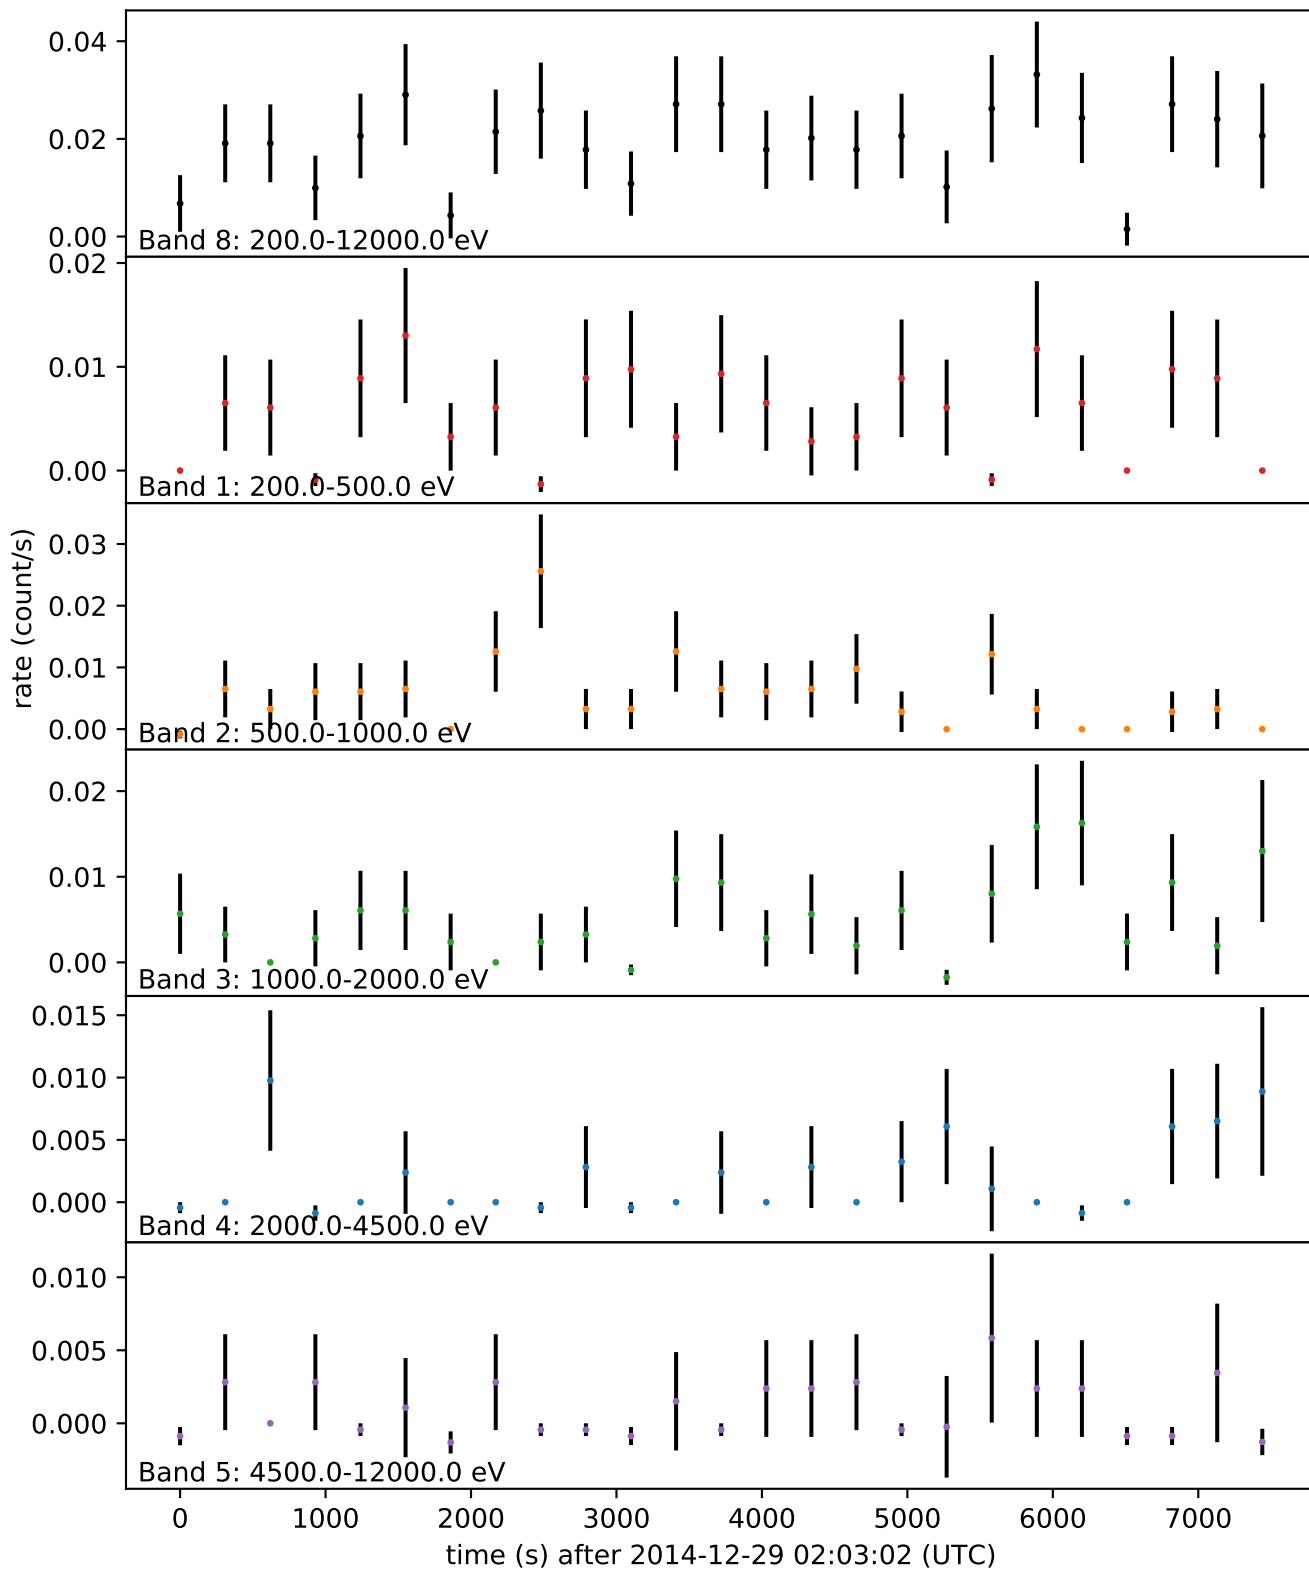 0.04
0.02
0.00
Band 8: 200.0-12000.0 eV
0.02
0.01
0.00
Band 1: 200.0-500.0 eV
0.03
0.02
0.01
0.00
Band 2: 500.0-1000.0 eV
rate (count/s)
0.02
0.01
0.00
Band 3: 1000.0-2000.0 eV
0.015
0.010
0.005
0.000
Band 4: 2000.0-4500.0 eV
0.010
0.005
0.000
Band 5: 4500.0-12000.0 eV
0 1000 2000 3000 4000 5000 6000 7000
time (s) after 2014-12-29 02:03:02 (UTC)